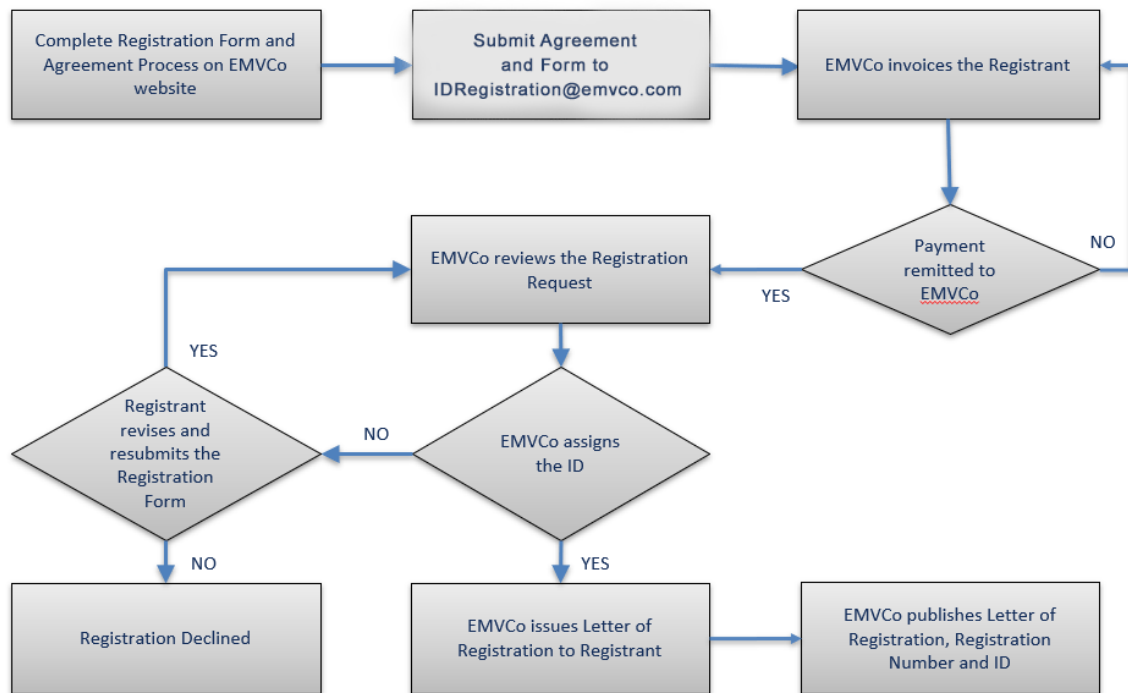 Complete Registration Form and
Agreement Process on EMVCo
website
Submit Agreement
and Form to
IDRegistration@emvco.com
EMVCo invoices the Registrant
Payment
remitted to
EMVCo
NO
YES
EMVCo reviews the Registration
Request
YES
Registrant
revises and
resubmits the
Registration
Form
NO
EMVCo assigns
the ID
NO
YES
Registration Declined
EMVCo issues Letter of
Registration to Registrant
EMVCo publishes Letter of
Registration, Registration
Number and ID